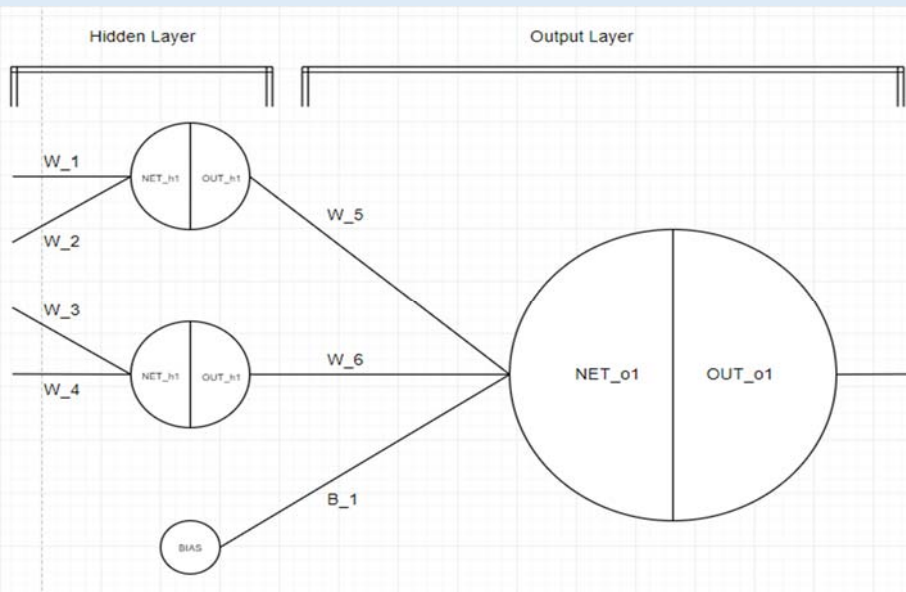 Hidden Layer
Output Layer
W_1
NET_h1 OUT_h1
W_2
W_5
W_3
W_6
NET_h1 OUT_h1
W_4
NET_o1 OUT_o1
B_1
BIAS